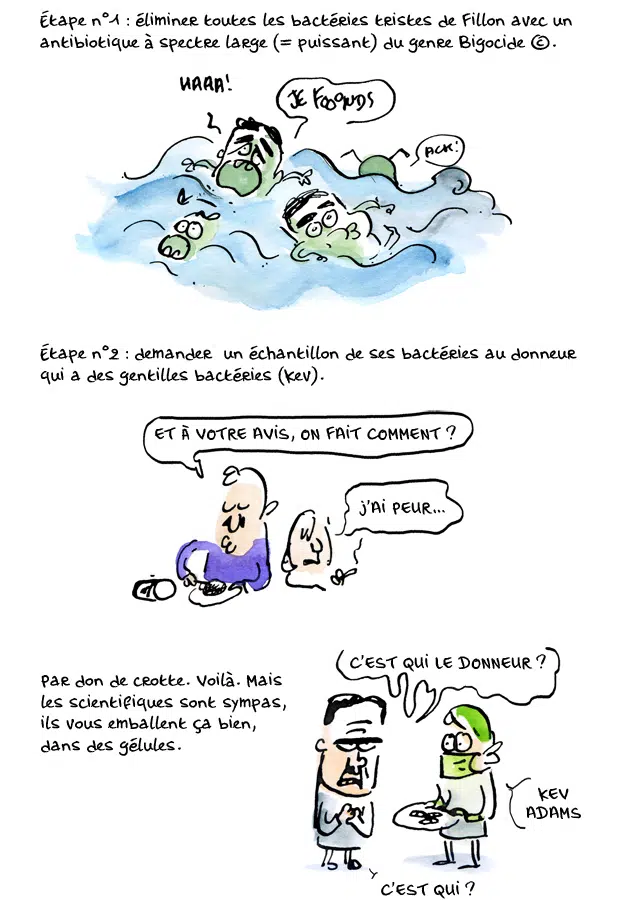 Étape n°1 : éliminer toutes les bactéries tristes de Fillon avec un
antibiotique à spectre large (= puissant) du genre Bigocide ©.
HAAA!
JE FOOONDS
ACK!
Étape n°2 : demander un échantillon de ses bactéries au donneur
qui a des gentilles bactéries (Kev).
ET À VOTRE AVIS, ON FAIT COMMENT ?
J'AI PEUR...
Par don de crotte. Voilà. Mais
les scientifiques sont sympas,
ils vous emballent ça bien,
dans des gélules.
C'EST QUI LE DONNEUR ?
KEV
ADAMS
C'EST QUI ?